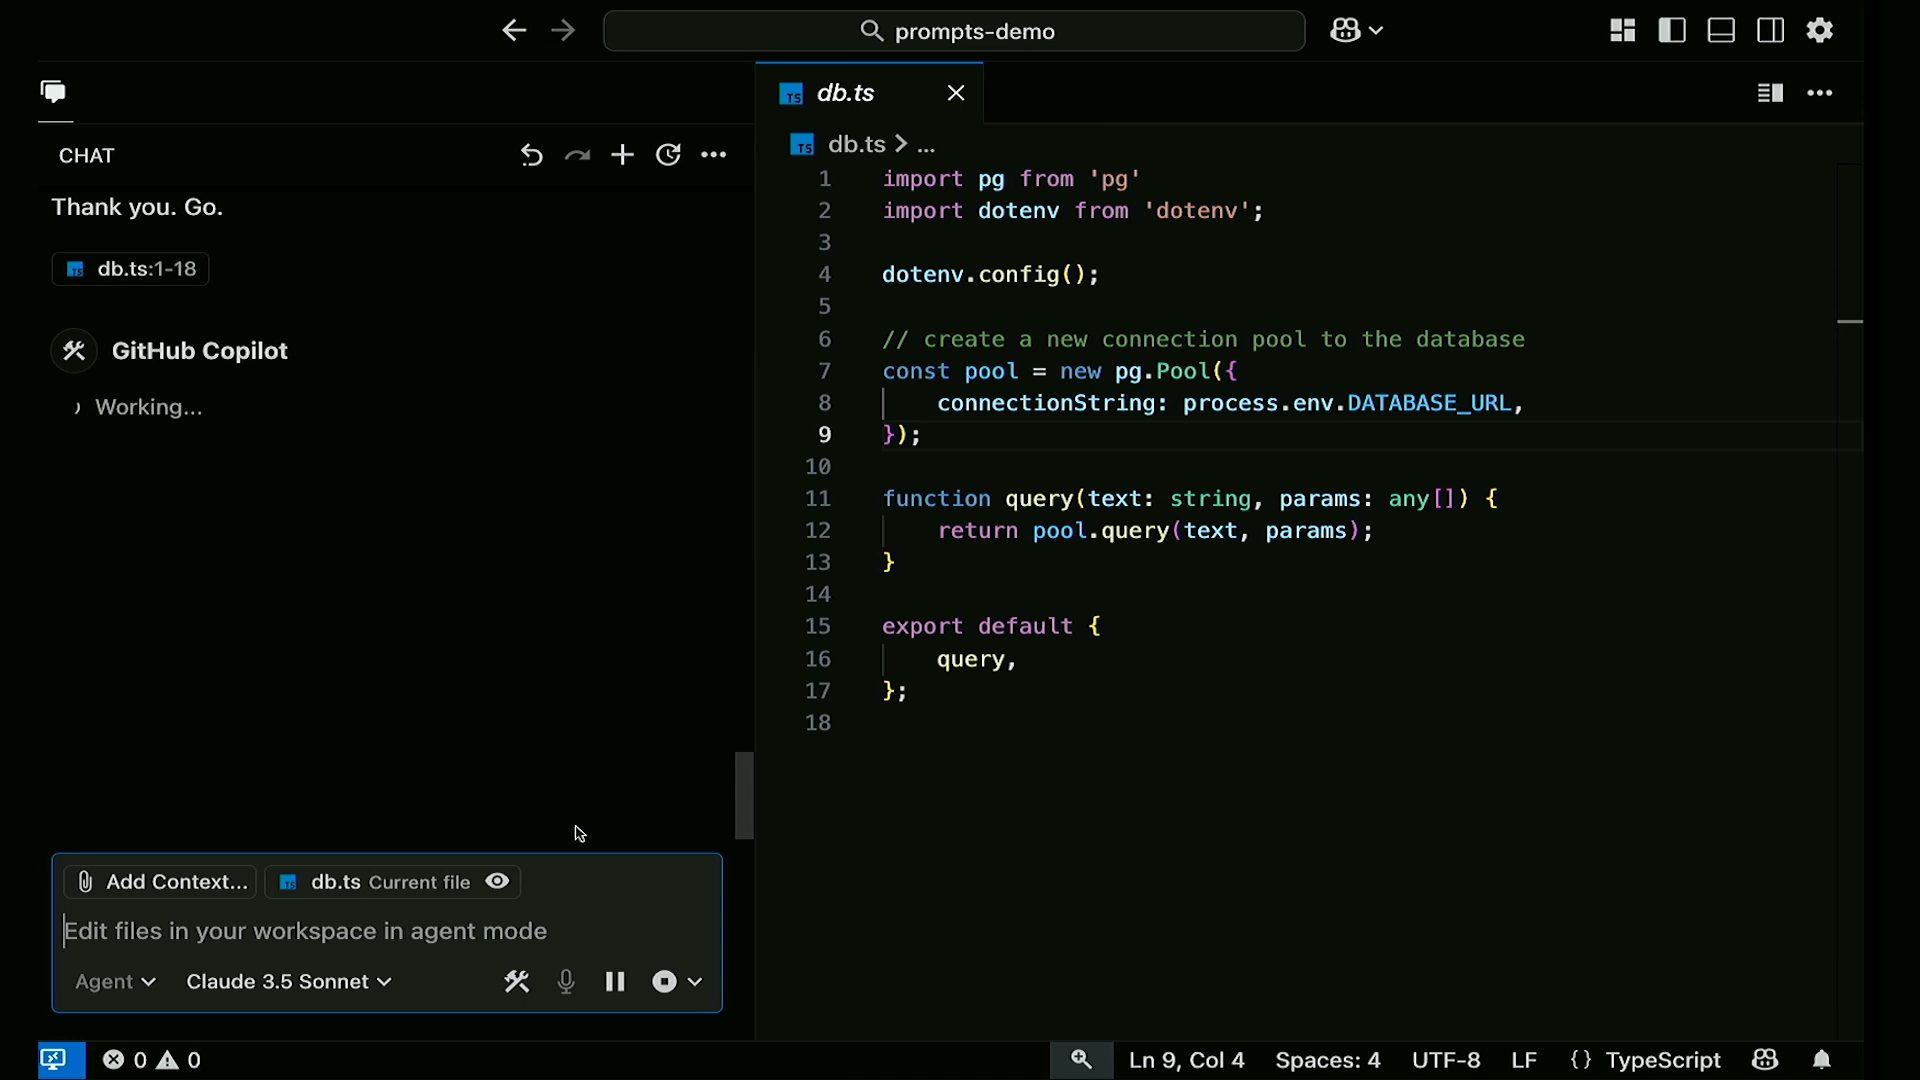 prompts-demo
CHAT
Thank you. Go.
TS db.ts:1-18
GitHub Copilot
Working...
Add Context...
TS db.ts Current file
Edit files in your workspace in agent mode
Agent
Claude 3.5 Sonnet
TS db.ts
TS db.ts > ...
1 import pg from 'pg'
2 import dotenv from 'dotenv';
3
4 dotenv.config();
5
6 // create a new connection pool to the database
7 const pool = new pg.Pool({
8 connectionString: process.env.DATABASE_URL,
9 });
10
11 function query(text: string, params: any[]) {
12 return pool.query(text, params);
13 }
14
15 export default {
16 query,
17 };
18
0 0
Ln 9, Col 4
Spaces: 4
UTF-8
LF
{} TypeScript